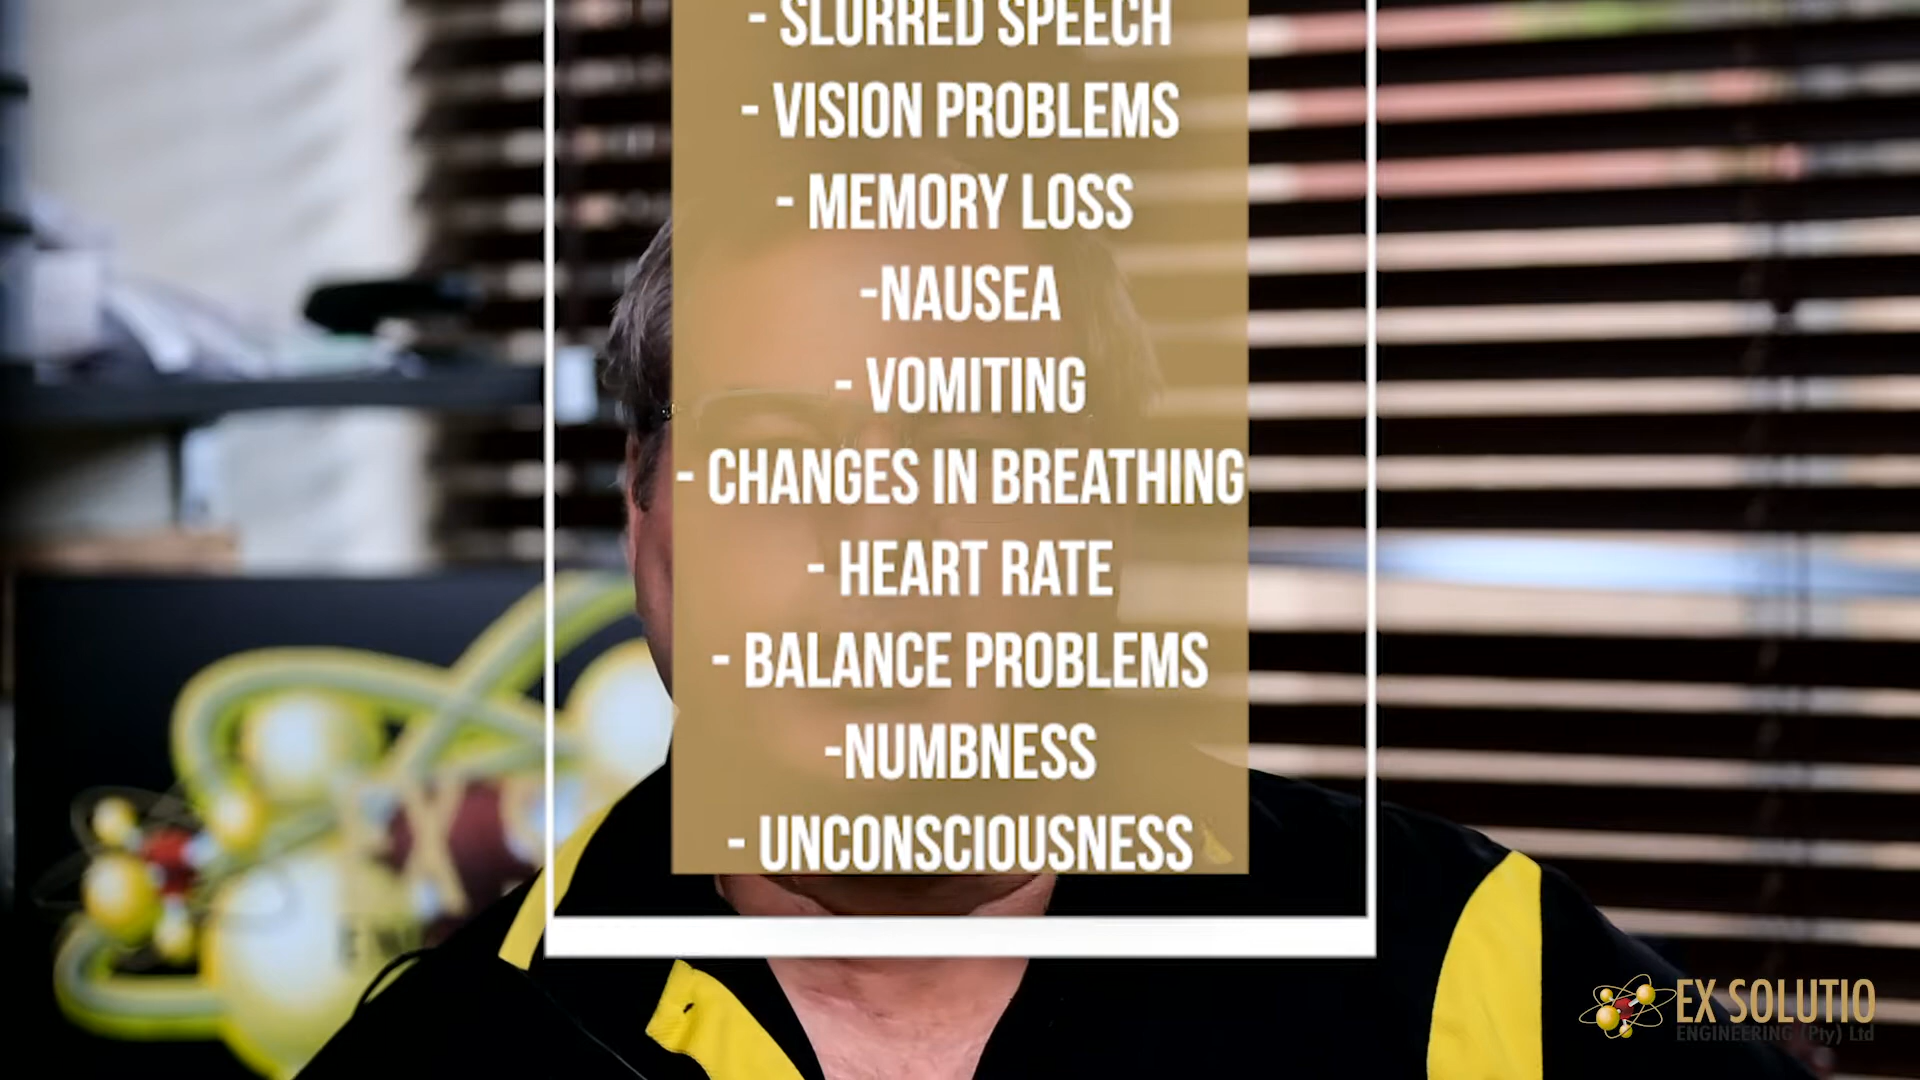 - SLURRED SPEECH
- VISION PROBLEMS
- MEMORY LOSS
-NAUSEA
- VOMITING
- CHANGES IN BREATHING
- HEART RATE
- BALANCE PROBLEMS
-NUMBNESS
- UNCONSCIOUSNESS
EX
EX SOLUTIO
ENGINEERING (Pty) Ltd